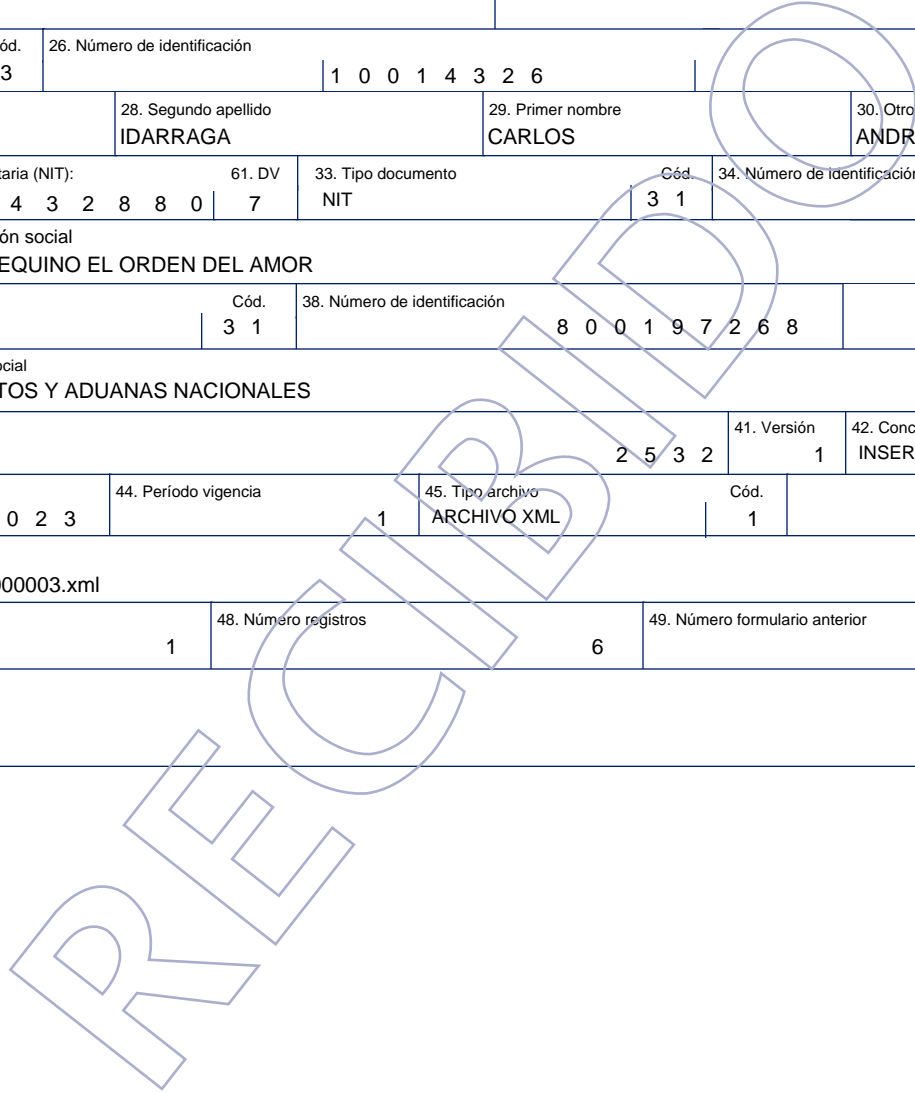 ód. 26. Número de identificación
3 1 0 0 1 4 3 2 6
28. Segundo apellido 29. Primer nombre 30. Otro
IDARRAGA CARLOS ANDR
taria (NIT): 61. DV 33. Tipo documento Cód. 34. Número de identificación
4 3 2 8 8 0 7 NIT 3 1
ón social
EQUINO EL ORDEN DEL AMOR
Cód. 38. Número de identificación
3 1 8 0 0 1 9 7 2 6 8
ocial
TOS Y ADUANAS NACIONALES
41. Versión 42. Conc
2 5 3 2 1 INSER
44. Período vigencia 45. Tipo archivo Cód.
0 2 3 1 ARCHIVO XML 1
000003.xml
48. Número registros 49. Número formulario anterior
1 6
RECIBIDO